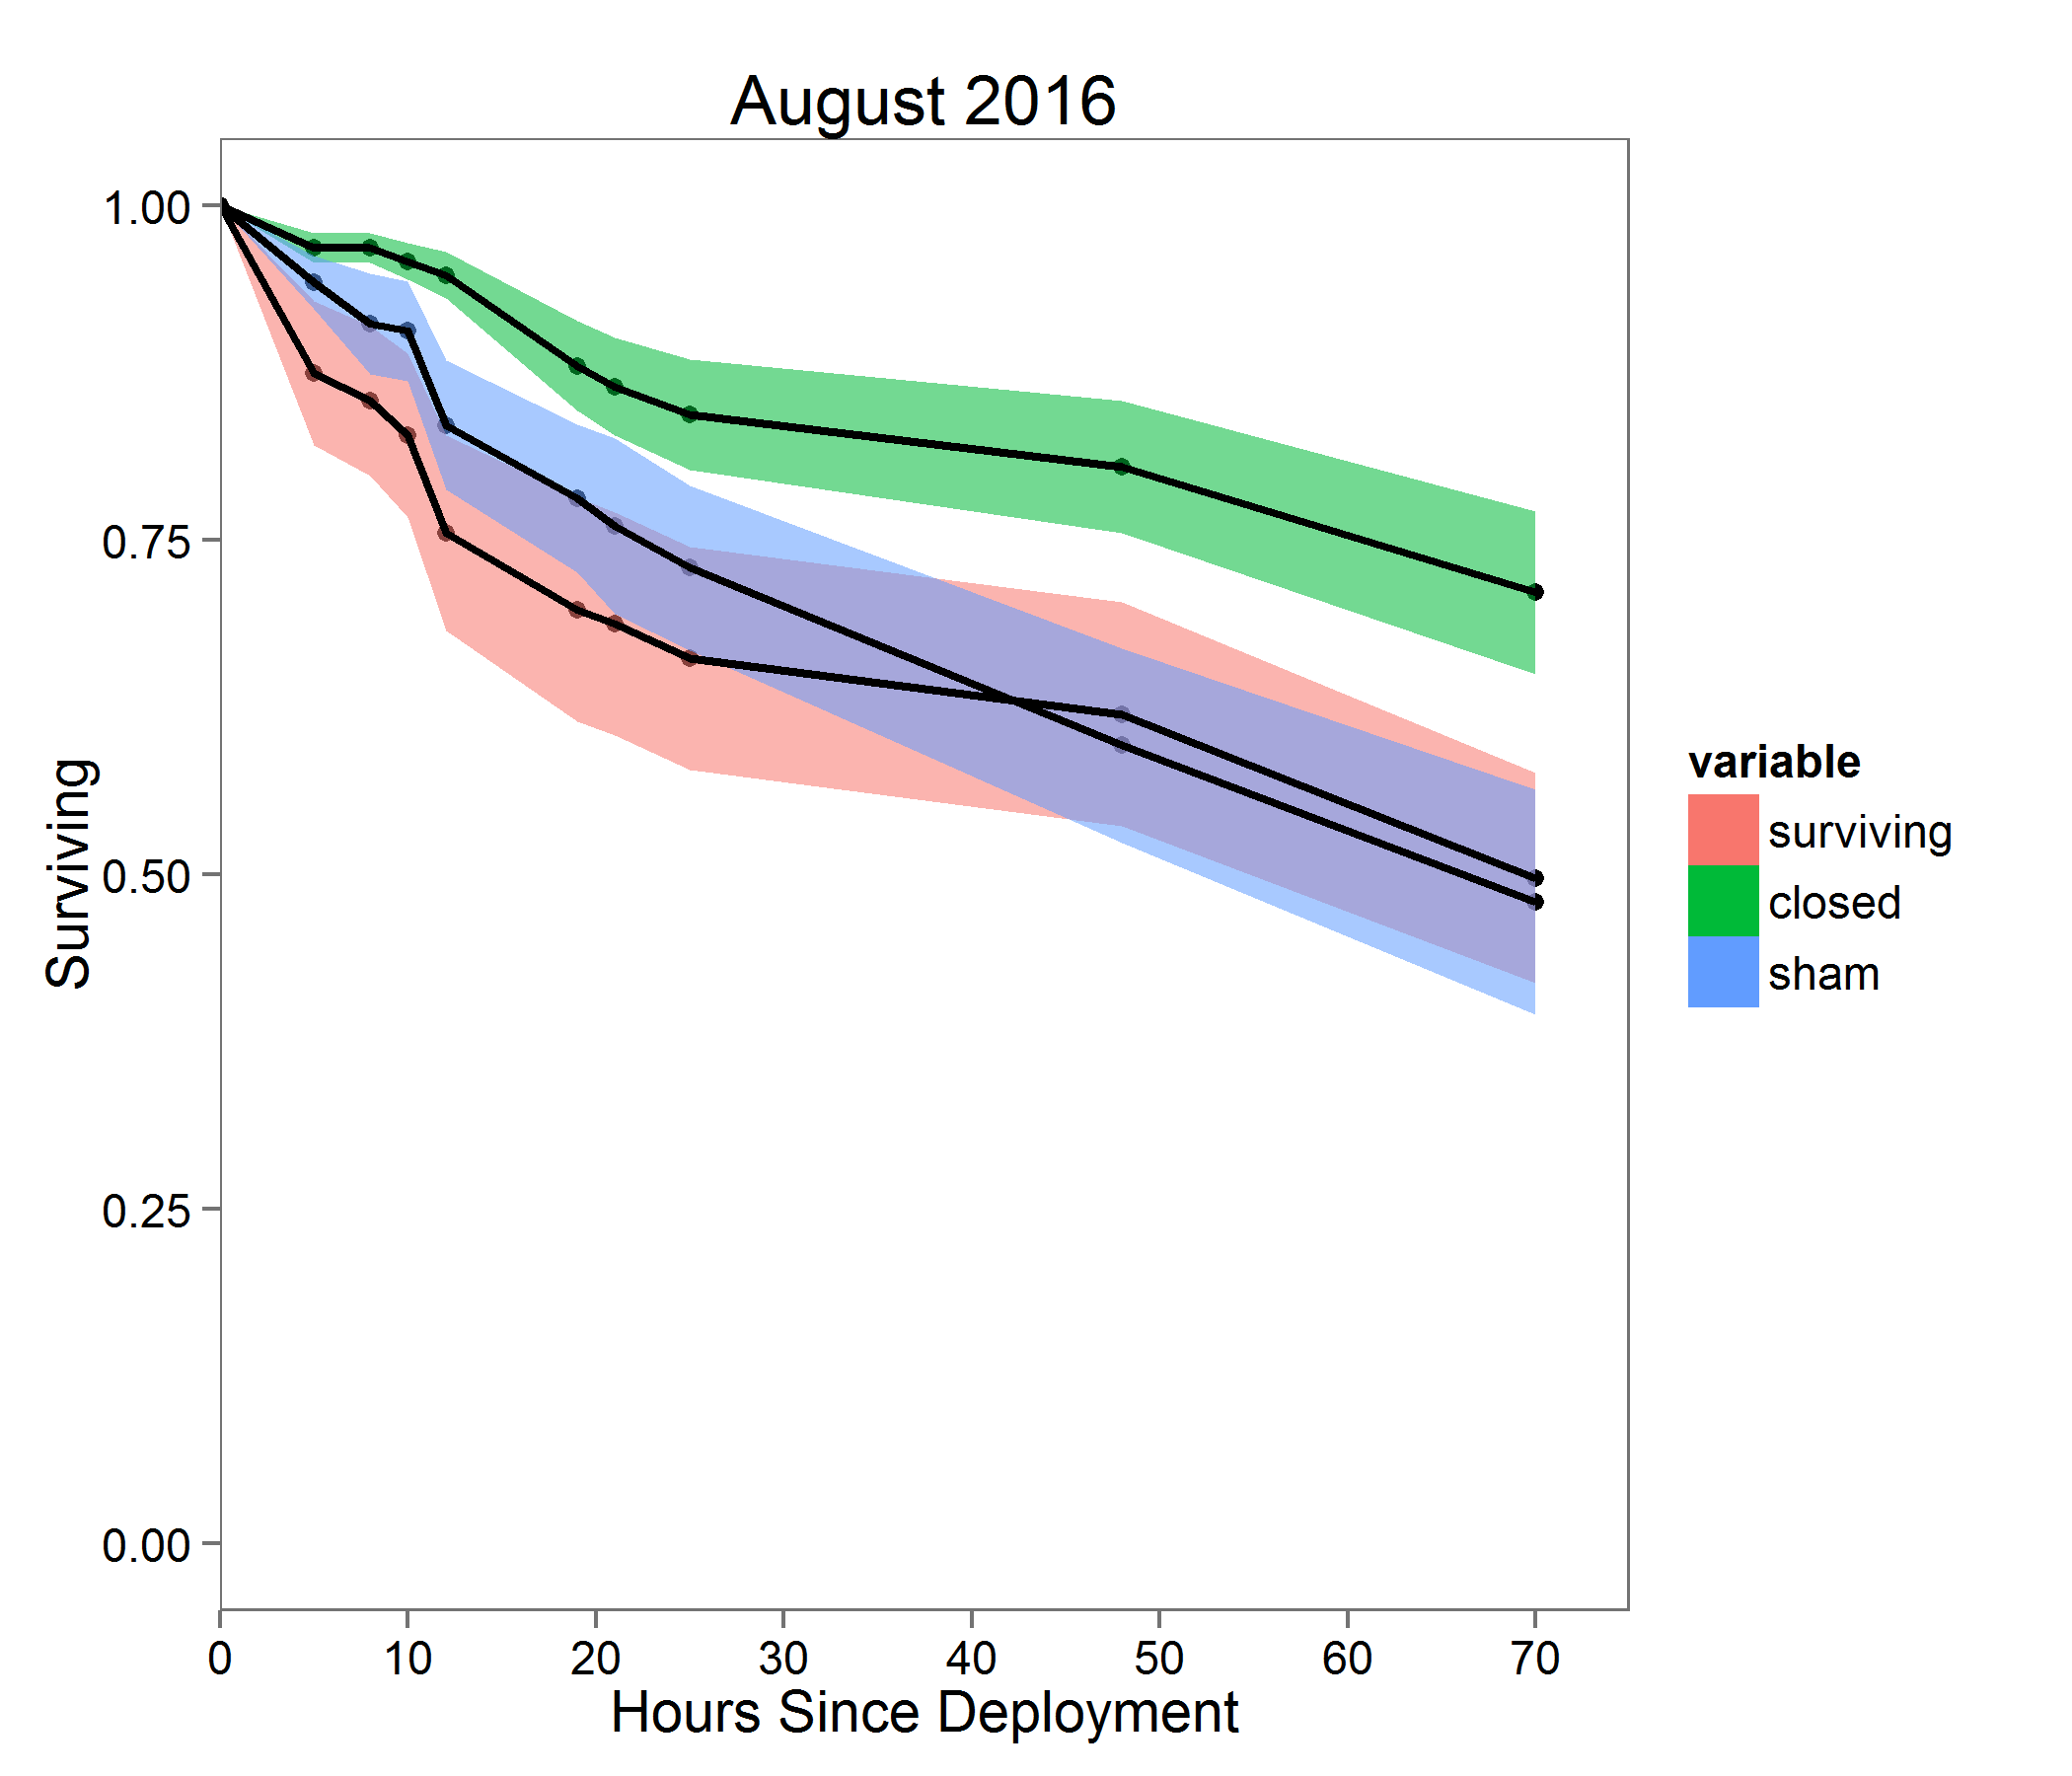 August 2016
1.00
0.75
0.50
0.25
0.00
Surviving
0 10 20 30 40 50 60 70
Hours Since Deployment
variable
surviving
closed
sham